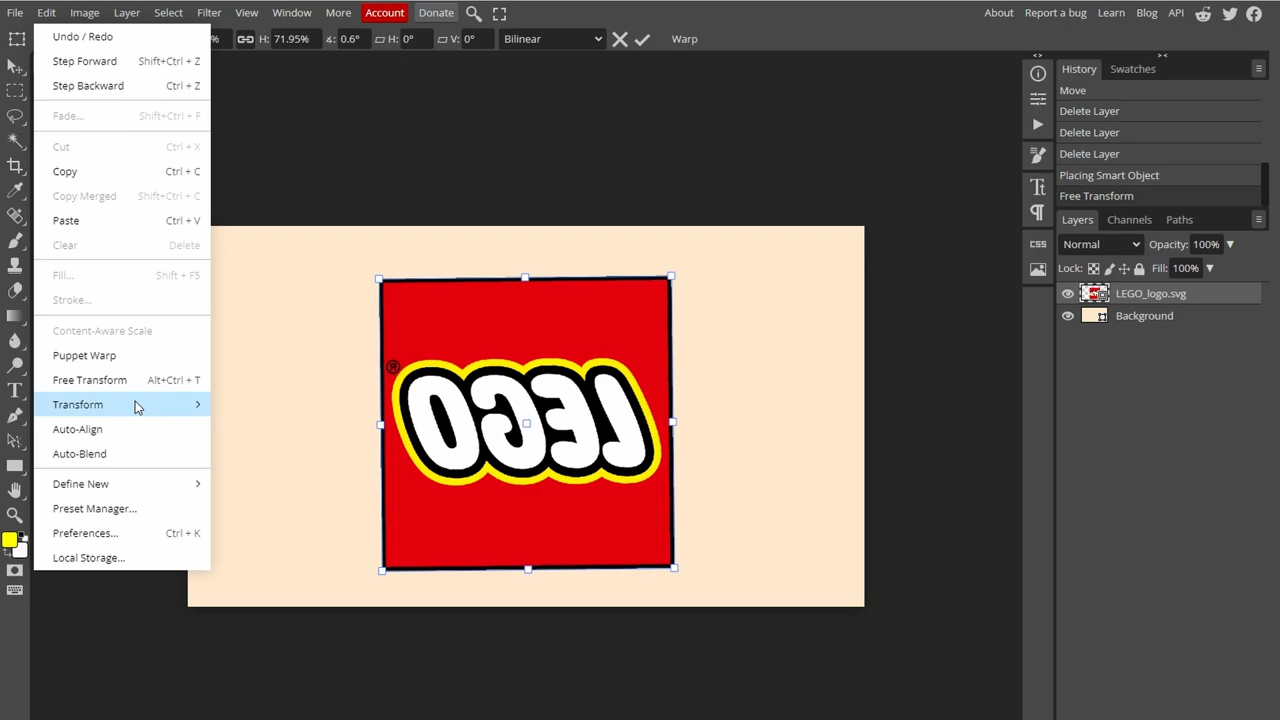 File Edit Image Layer Select Filter View Window More Account Donate About Report a bug Learn Blog API
% H: 71.95% ∡: 0.6° H: 0° V: 0° Bilinear Warp
Undo / Redo
Step Forward Shift+Ctrl + Z
Step Backward Ctrl + Z
Fade... Shift+Ctrl + F
Cut Ctrl + X
Copy Ctrl + C
Copy Merged Shift+Ctrl + C
Paste Ctrl + V
Clear Delete
Fill... Shift + F5
Stroke...
Content-Aware Scale
Puppet Warp
Free Transform Alt+Ctrl + T
Transform >
Auto-Align
Auto-Blend
Define New >
Preset Manager...
Preferences... Ctrl + K
Local Storage...
LEGO
®
< >
> <
History Swatches
Move
Delete Layer
Delete Layer
Delete Layer
Placing Smart Object
Free Transform
Layers Channels Paths
Normal Opacity: 100%
Lock: Fill: 100%
LEGO_logo.svg
Background
CSS